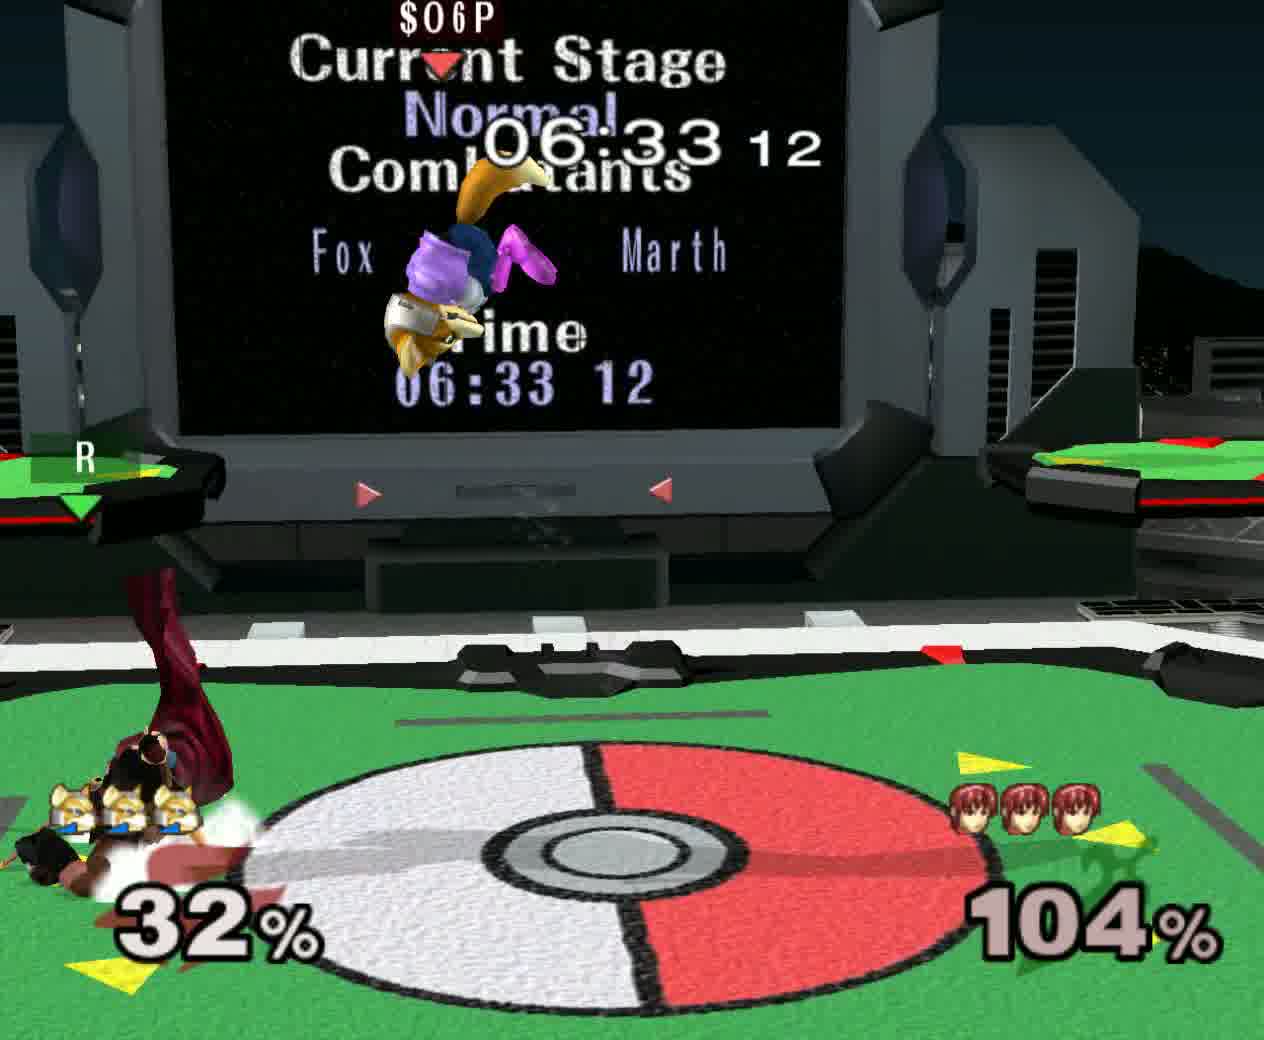 $06P
Current Stage
Normal
06:33 12
Combatants
Fox Marth
Time
06:33 12
R
32%
104%